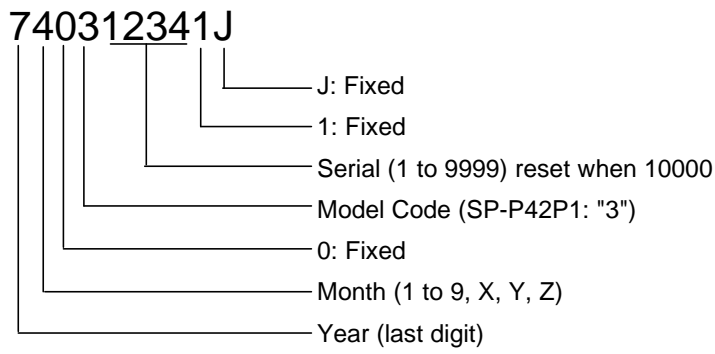 740312341J
J: Fixed
1: Fixed
Serial (1 to 9999) reset when 10000
Model Code (SP-P42P1: "3")
0: Fixed
Month (1 to 9, X, Y, Z)
Year (last digit)